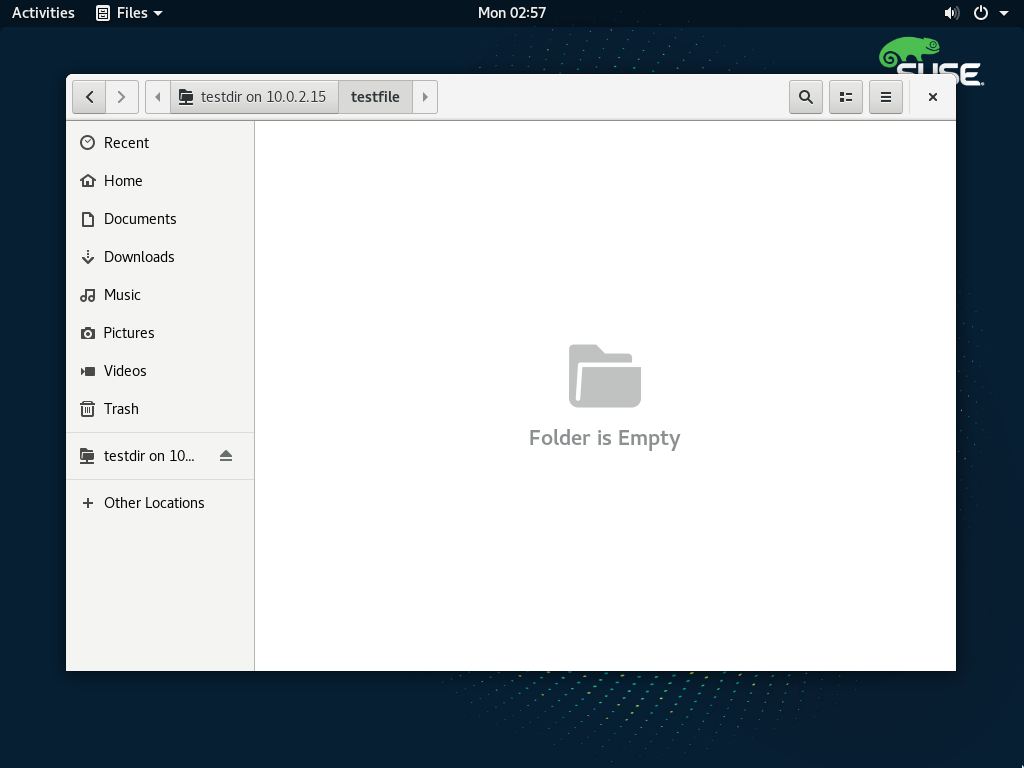 Activities Files Mon 02:57
SUSE
testdir on 10.0.2.15 testfile
Recent
Home
Documents
Downloads
Music
Pictures
Videos
Trash
testdir on 10...
Other Locations
Folder is Empty